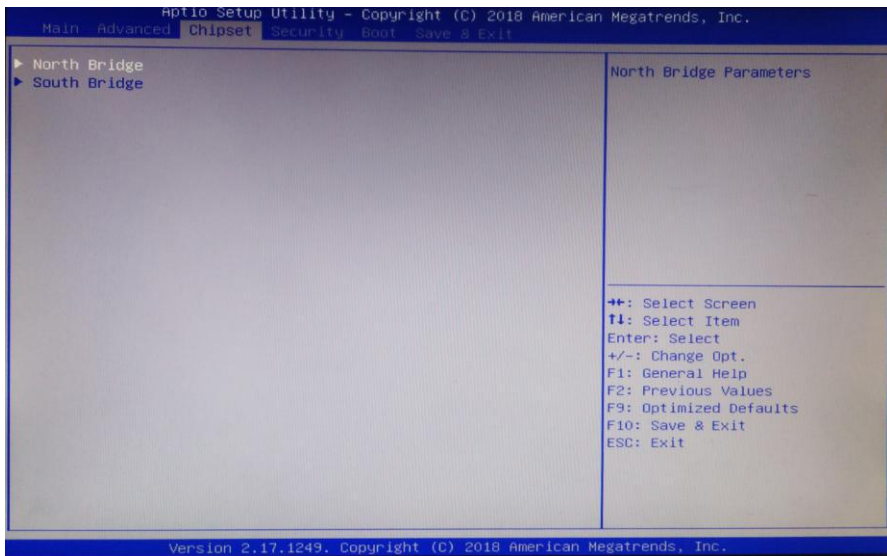 Aptio Setup Utility – Copyright (C) 2018 American Megatrends, Inc.
Main Advanced Chipset Security Boot Save & Exit
► North Bridge
► South Bridge
North Bridge Parameters
→←: Select Screen
↑↓: Select Item
Enter: Select
+/-: Change Opt.
F1: General Help
F2: Previous Values
F9: Optimized Defaults
F10: Save & Exit
ESC: Exit
Version 2.17.1249. Copyright (C) 2018 American Megatrends, Inc.